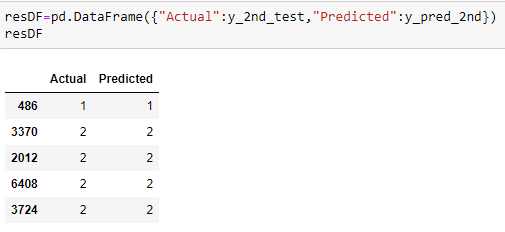 resDF=pd.DataFrame({"Actual":y_2nd_test,"Predicted":y_pred_2nd})
resDF
Actual Predicted
486 1 1
3370 2 2
2012 2 2
6408 2 2
3724 2 2